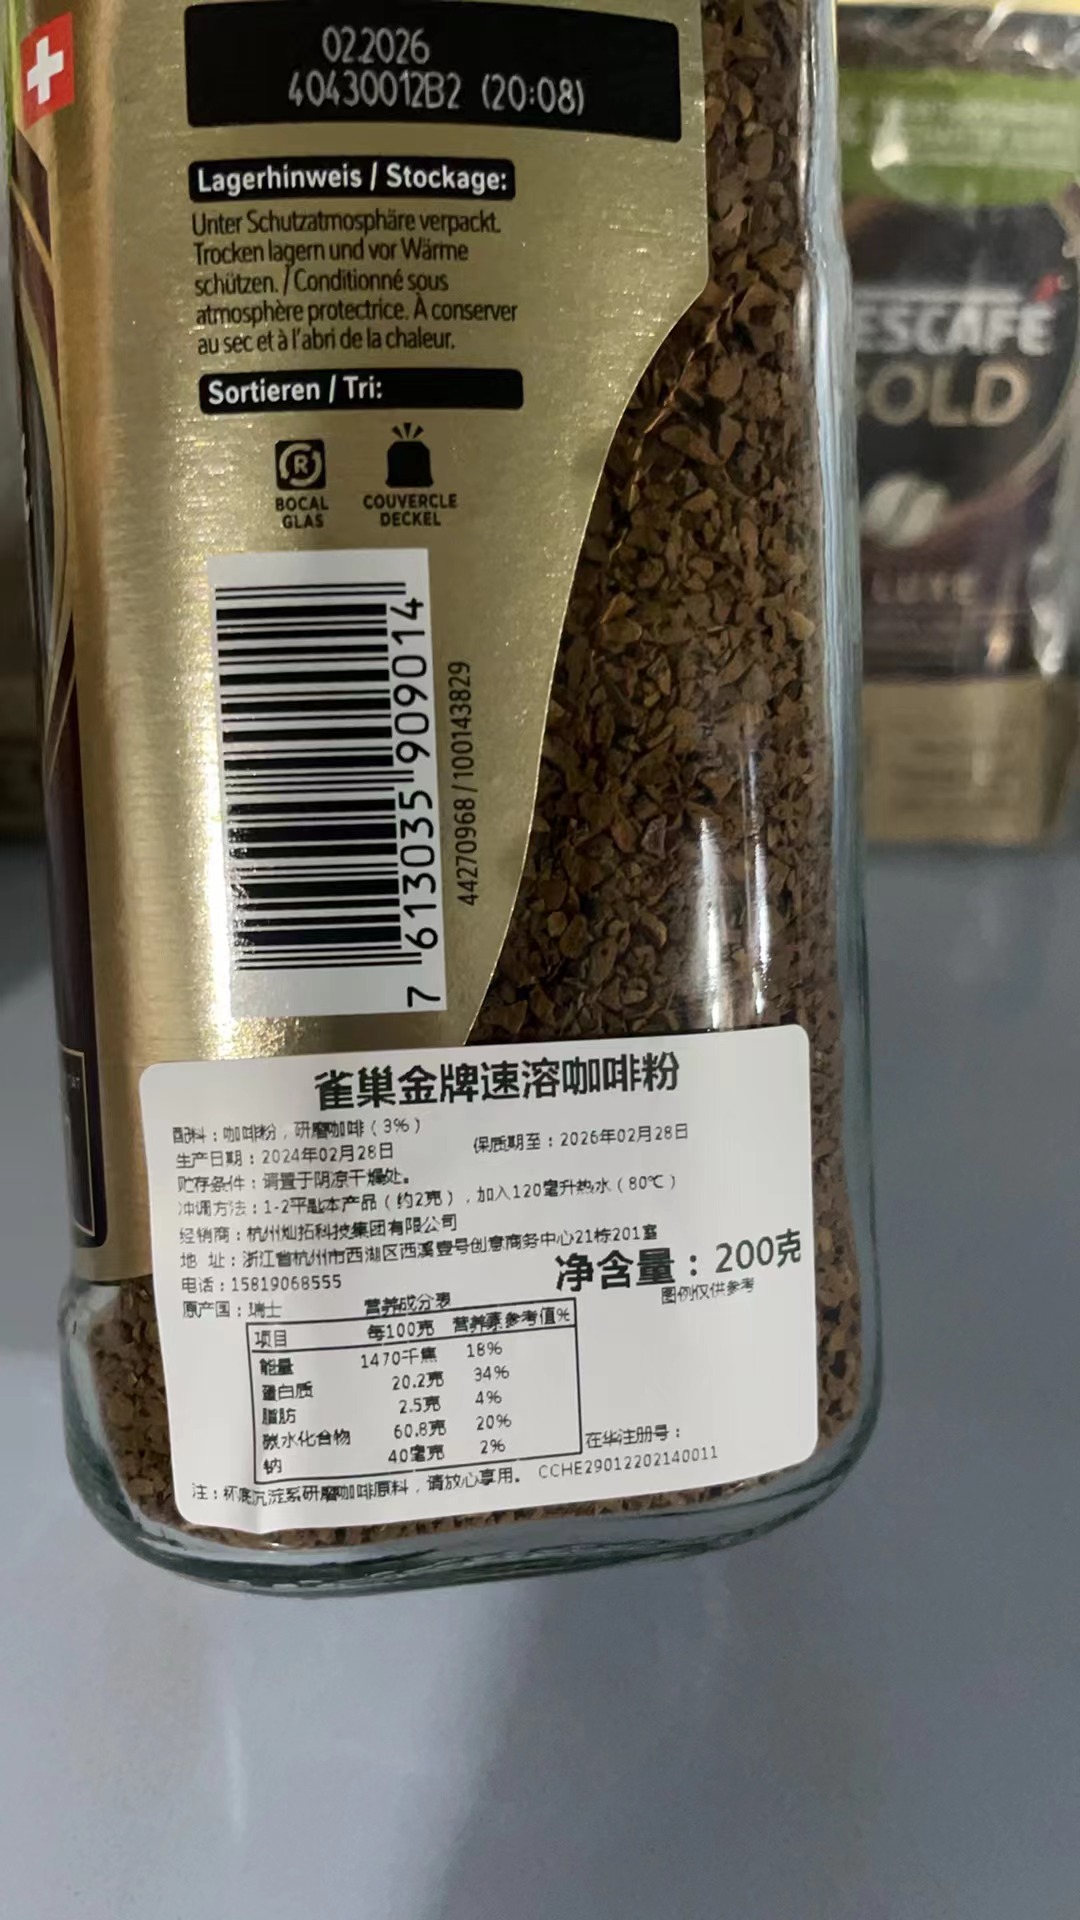 02.2026
40430012B2 (20:08)
Lagerhinweis / Stockage:
Unter Schutzatmosphäre verpackt.
Trocken lagern und vor Wärme
schützen. / Conditionné sous
atmosphère protectrice. À conserver
au sec et à l'abri de la chaleur.
Sortieren / Tri:
BOCAL
GLAS
COUVERCLE
DECKEL
7 613035 909014
44270968 / 100143829
ESCAFÉ
GOLD
雀巢金牌速溶咖啡粉
配料：咖啡粉，研磨咖啡（3%）
生产日期：2024年02月28日
保质期至：2026年02月28日
贮存条件：请置于阴凉干燥处。
冲调方法：1-2平匙本产品（约2克），加入120毫升热水（80℃）
经销商：杭州灿拓科技集团有限公司
地 址：浙江省杭州市西湖区西溪壹号创意商务中心21栋201室
电话：15819068555
净含量：200克
图例仅供参考
原产国：瑞士
营养成分表
项目 每100克 营养素参考值%
能量 1470千焦 18%
蛋白质 20.2克 34%
脂肪 2.5克 4%
碳水化合物 60.8克 20%
钠 40毫克 2%
在华注册号：
CCHE29012202140011
注：杯底沉淀系研磨咖啡原料，请放心享用。